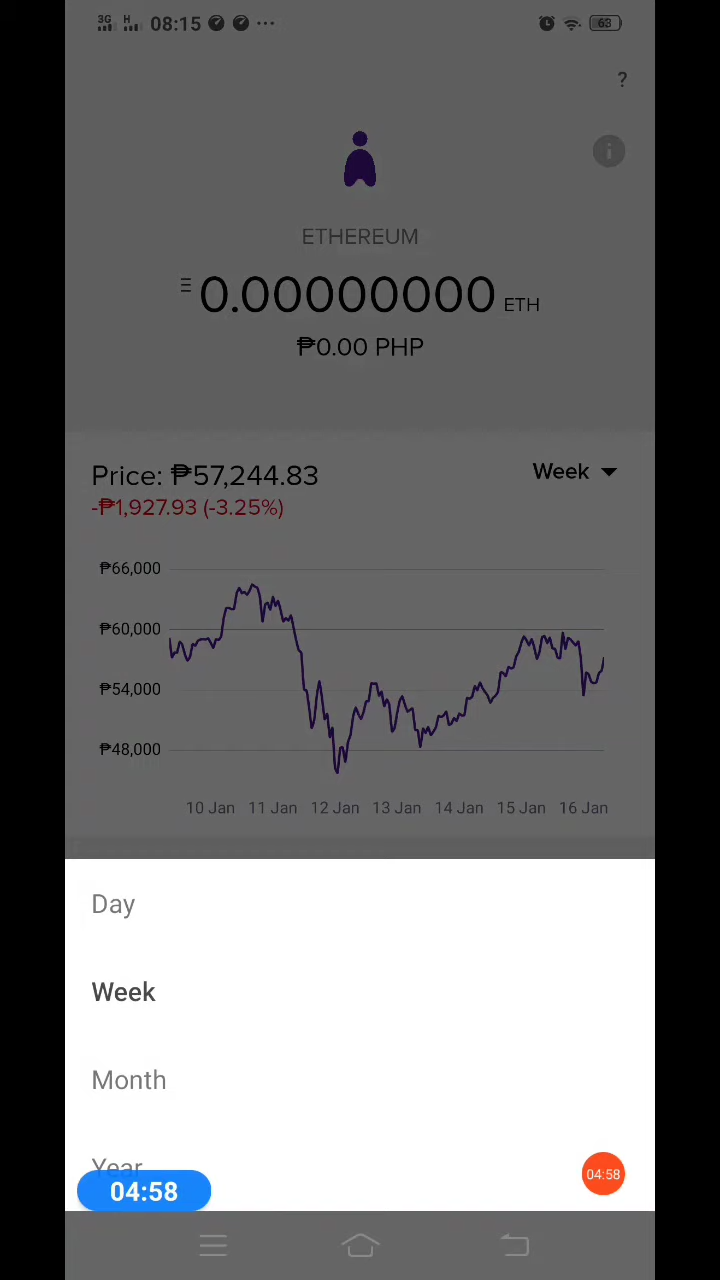 3G H 08:15 63
?
i
ETHEREUM
Ξ 0.00000000 ETH
₱0.00 PHP
Price: ₱57,244.83 Week
-₱1,927.93 (-3.25%)
₱66,000
₱60,000
₱54,000
₱48,000
10 Jan 11 Jan 12 Jan 13 Jan 14 Jan 15 Jan 16 Jan
Day
Week
Month
Year
04:58
04:58